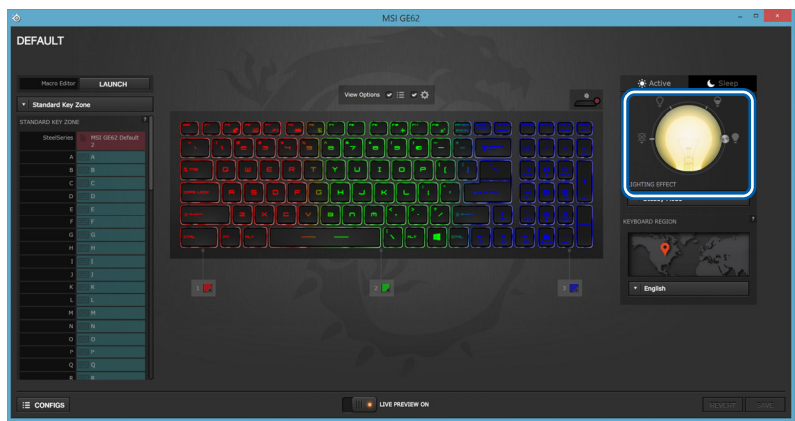 MSI GE62
DEFAULT
Macro Editor LAUNCH
Standard Key Zone
STANDARD KEY ZONE ?
SteelSeries MSI GE62 Default 2
A A
B B
C C
D D
E E
F F
G G
H H
I I
J J
K K
L L
M M
N N
O O
P P
Q Q
R R
View Options
Q W E R T Y U I O P
A S D F G H J K L
Z X C V B N M
1
2
3
Active Sleep
LIGHTING EFFECT
KEYBOARD REGION ?
English
CONFIGS
LIVE PREVIEW ON
REVERT SAVE